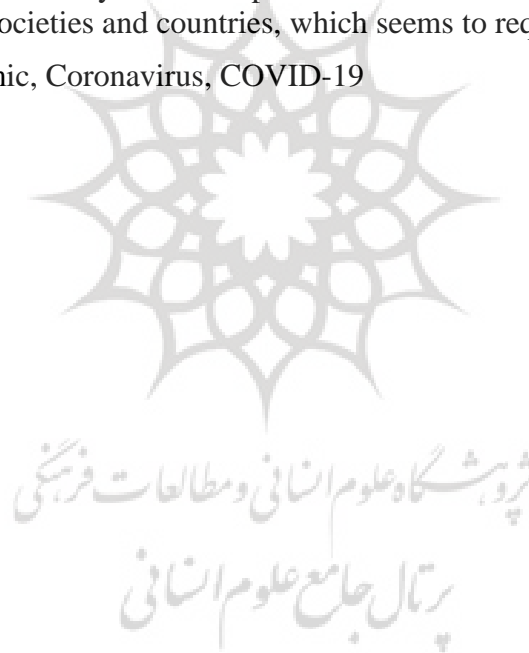 ocieties and countries, which seems to req
nic, Coronavirus, COVID-19
پژوهشگاه علوم انسانی و مطالعات فرهنگی
پرتال جامع علوم انسانی